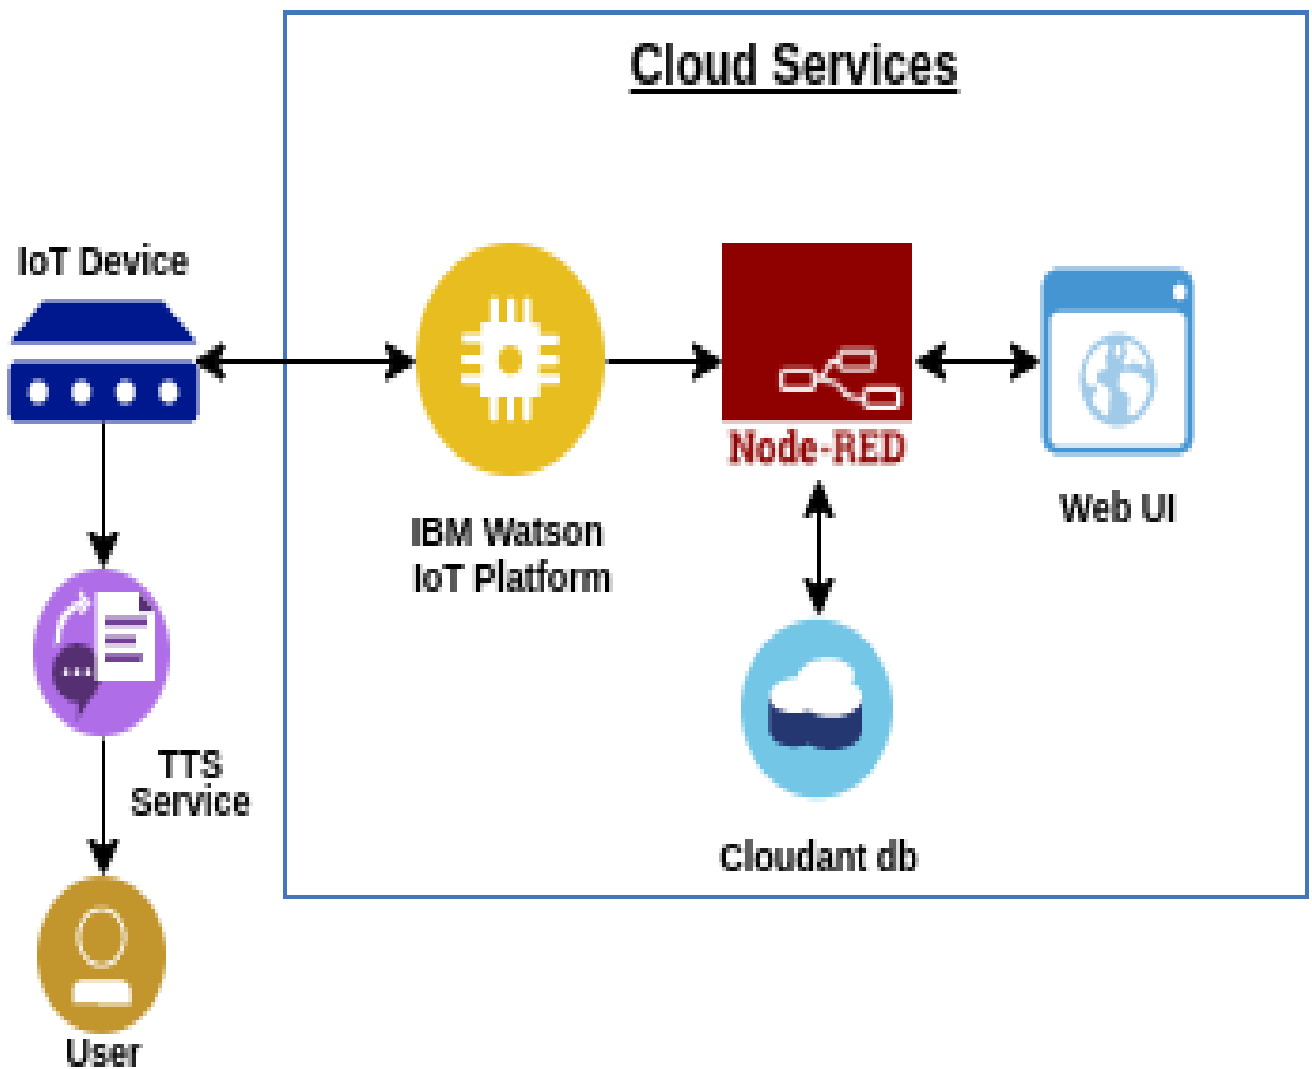 Cloud Services
IoT Device
Node-RED
Web UI
IBM Watson
IoT Platform
TTS
Service
Cloudant db
User